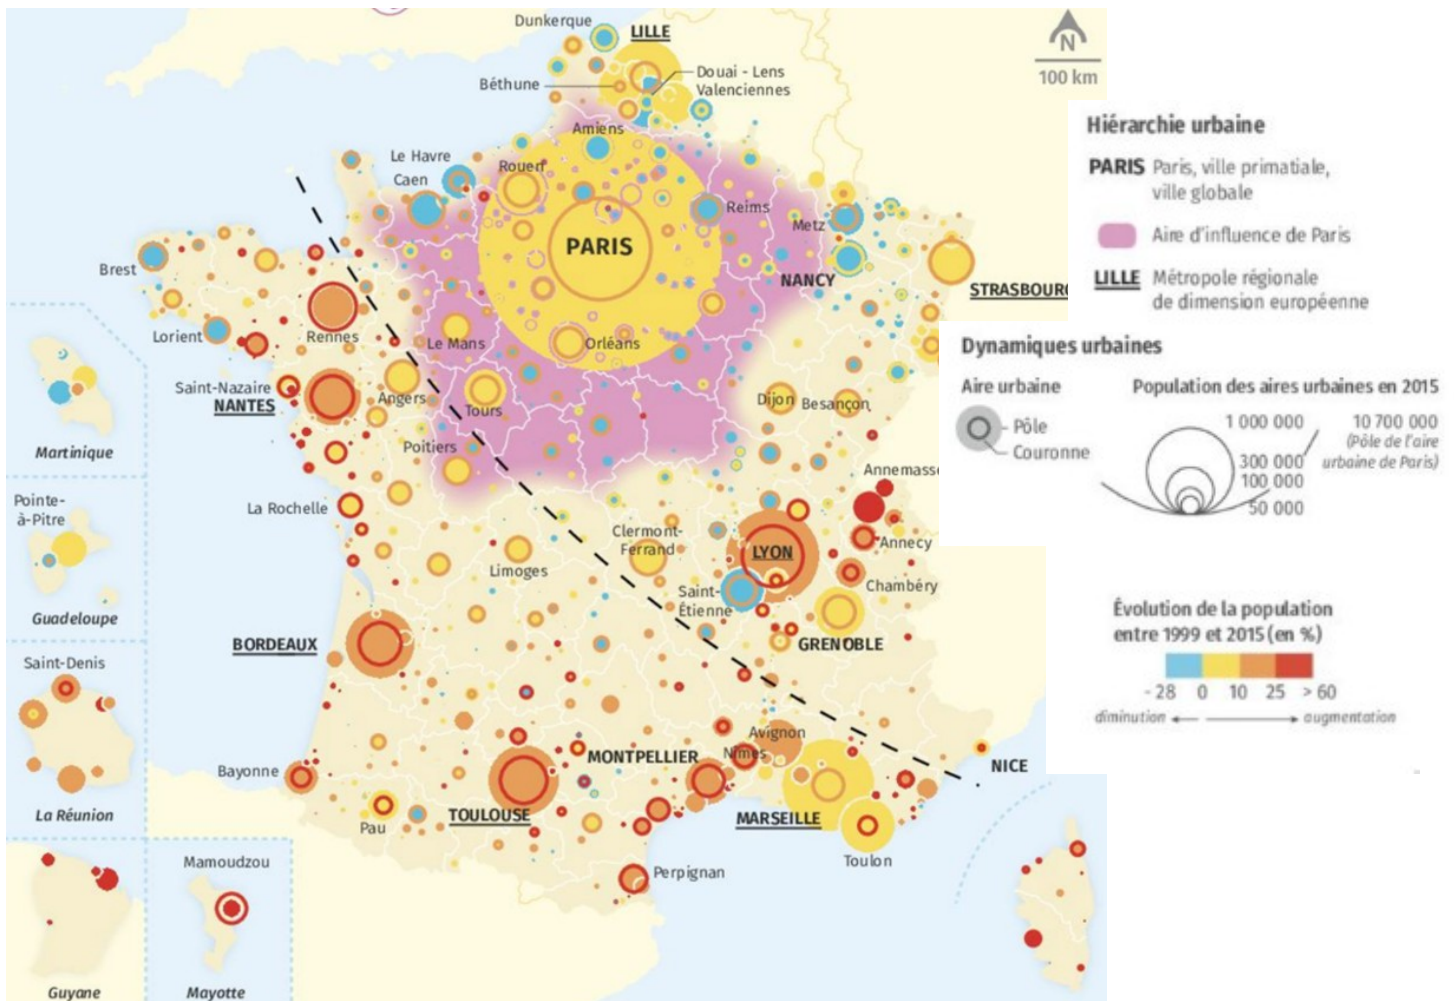 Dunkerque
LILLE
Béthune
Douai - Lens
Valenciennes
N
100 km
Amiens
Le Havre
Caen
Rouen
Reims
Metz
PARIS
NANCY
STRASBOURG
Brest
Lorient
Rennes
Le Mans
Orléans
Saint-Nazaire
NANTES
Angers
Tours
Dijon
Besançon
Poitiers
Annemasse
La Rochelle
Clermont-
Ferrand
LYON
Annecy
Limoges
Saint-
Étienne
Chambéry
BORDEAUX
GRENOBLE
Avignon
Nîmes
MONTPELLIER
NICE
Bayonne
TOULOUSE
MARSEILLE
Pau
Toulon
Perpignan
Martinique
Pointe-
à-Pitre
Guadeloupe
Saint-Denis
La Réunion
Mamoudzou
Guyane
Mayotte
Hiérarchie urbaine
PARIS Paris, ville primatiale,
ville globale
Aire d'influence de Paris
LILLE Métropole régionale
de dimension européenne
Dynamiques urbaines
Aire urbaine
Pôle
Couronne
Population des aires urbaines en 2015
1 000 000
300 000
100 000
50 000
10 700 000
(Pôle de l'aire
urbaine de Paris)
Évolution de la population
entre 1999 et 2015 (en %)
- 28 0 10 25 > 60
diminution augmentation